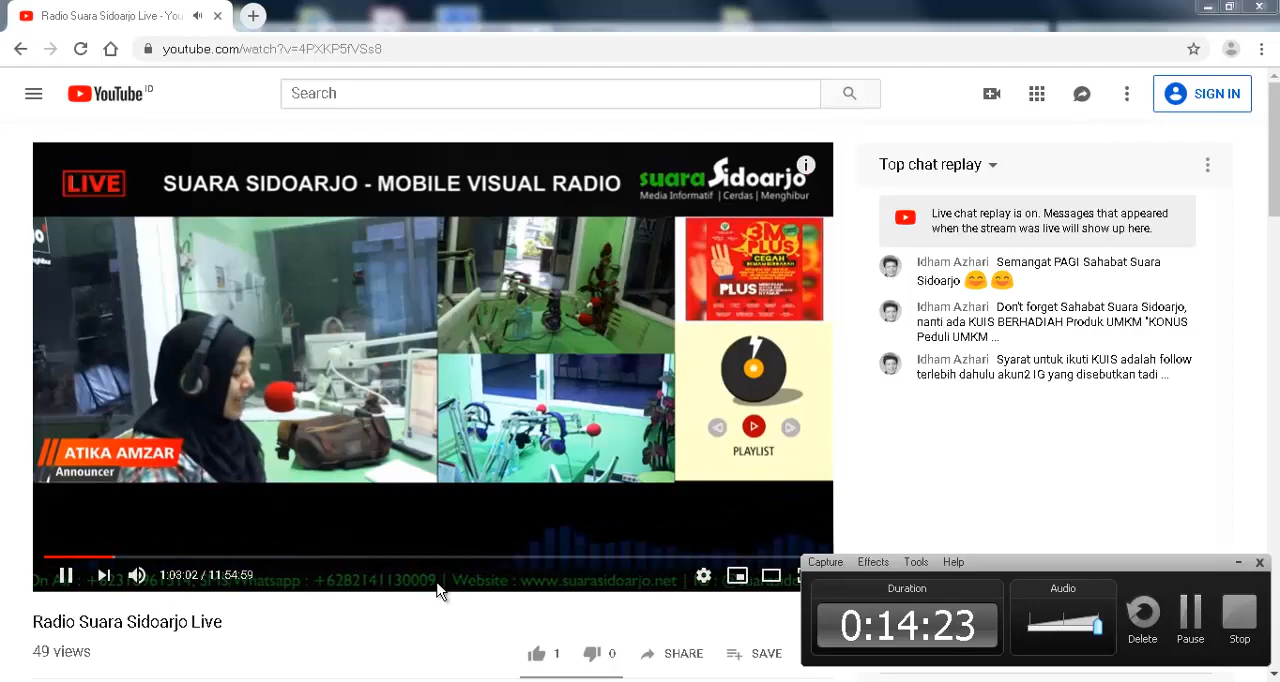 Radio Suara Sidoarjo Live - You
youtube.com/watch?v=4PXKP5fVSs8
YouTube ID
Search
SIGN IN
LIVE
SUARA SIDOARJO - MOBILE VISUAL RADIO
suara Sidoarjo
Media Informatif | Cerdas | Menghibur
3M
PLUS
CEGAH
PLUS
PLAYLIST
ATIKA AMZAR
Announcer
1:03:02 / 11:54:59
Whatsapp : +6282141130009 | Website : www.suarasidoarjo.net
Radio Suara Sidoarjo Live
49 views
1
0
SHARE
SAVE
Top chat replay
Live chat replay is on. Messages that appeared
when the stream was live will show up here.
Idham Azhari Semangat PAGI Sahabat Suara
Sidoarjo 🤗 🤗
Idham Azhari Don't forget Sahabat Suara Sidoarjo,
nanti ada KUIS BERHADIAH Produk UMKM "KONUS
Peduli UMKM ...
Idham Azhari Syarat untuk ikuti KUIS adalah follow
terlebih dahulu akun2 IG yang disebutkan tadi ...
Capture Effects Tools Help
Duration
0:14:23
Audio
Delete
Pause
Stop